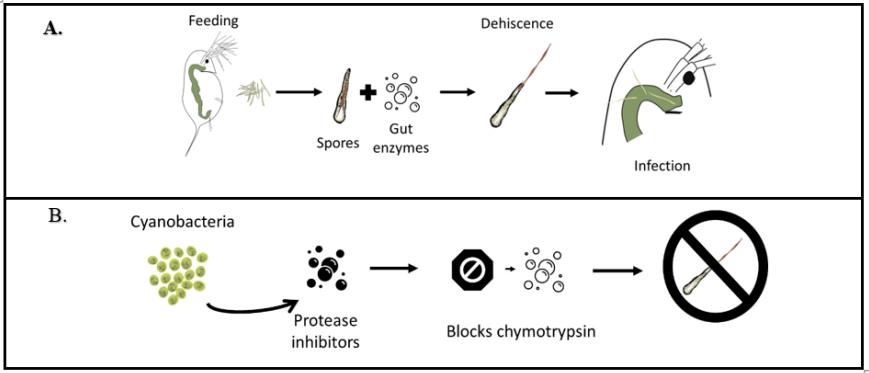 A.
Feeding
Dehiscence
Spores
Gut
enzymes
Infection
B.
Cyanobacteria
Protease
inhibitors
Blocks chymotrypsin